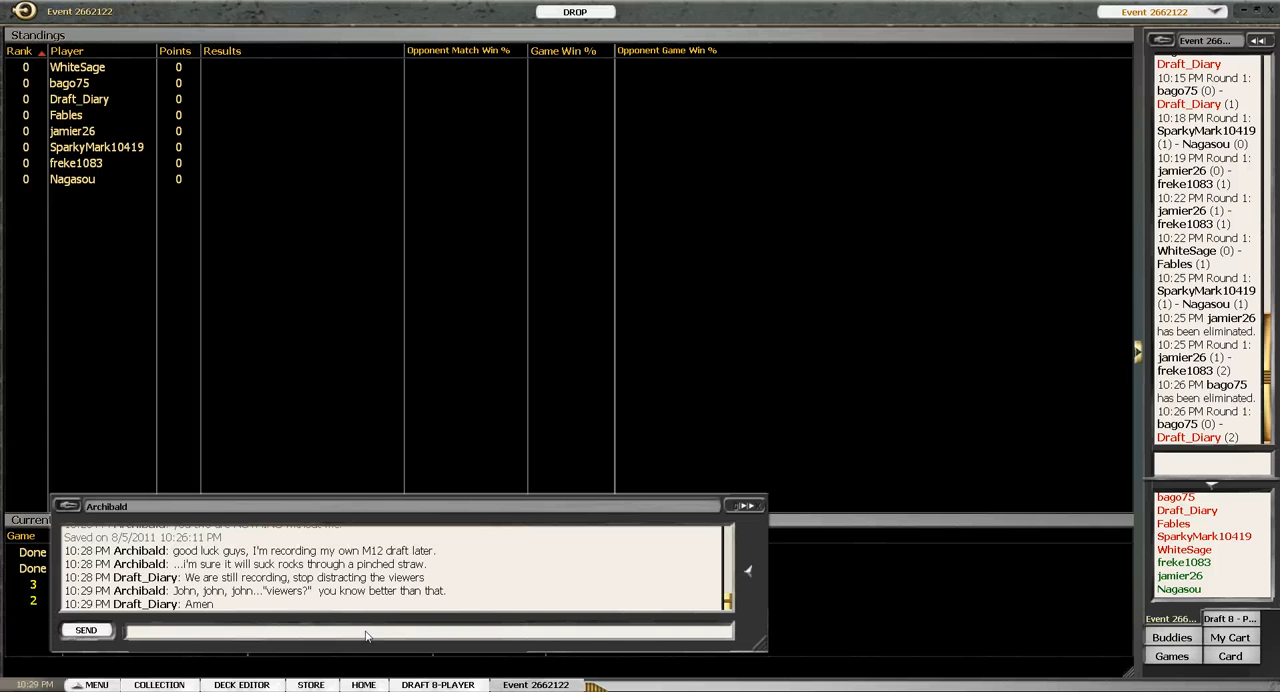 Event 2662122
DROP
Event 2662122
Standings
Rank Player Points Results Opponent Match Win % Game Win % Opponent Game Win %
0 WhiteSage 0
0 bago75 0
0 Draft_Diary 0
0 Fables 0
0 jamier26 0
0 SparkyMark10419 0
0 freke1083 0
0 Nagasou 0
Event 266...
Draft_Diary
10:15 PM Round 1:
bago75 (0) -
Draft_Diary (1)
10:18 PM Round 1:
SparkyMark10419
(1) - Nagasou (0)
10:19 PM Round 1:
jamier26 (0) -
freke1083 (1)
10:22 PM Round 1:
jamier26 (1) -
freke1083 (1)
10:22 PM Round 1:
WhiteSage (0) -
Fables (1)
10:25 PM Round 1:
SparkyMark10419
(1) - Nagasou (1)
10:25 PM jamier26
has been eliminated.
10:25 PM Round 1:
jamier26 (1) -
freke1083 (2)
10:26 PM bago75
has been eliminated.
10:26 PM Round 1:
bago75 (0) -
Draft_Diary (2)
bago75
Draft_Diary
Fables
SparkyMark10419
WhiteSage
freke1083
jamier26
Nagasou
Event 266... Draft 8 - P...
Buddies My Cart
Games Card
Current
Game
Done
Done
3
2
Archibald
Saved on 8/5/2011 10:26:11 PM
10:28 PM Archibald: good luck guys, I'm recording my own M12 draft later.
10:28 PM Archibald: ...i'm sure it will suck rocks through a pinched straw.
10:28 PM Draft_Diary: We are still recording, stop distracting the viewers
10:29 PM Archibald: John, john, john..."viewers?" you know better than that.
10:29 PM Draft_Diary: Amen
SEND
10:29 PM MENU COLLECTION DECK EDITOR STORE HOME DRAFT 8-PLAYER Event 2662122